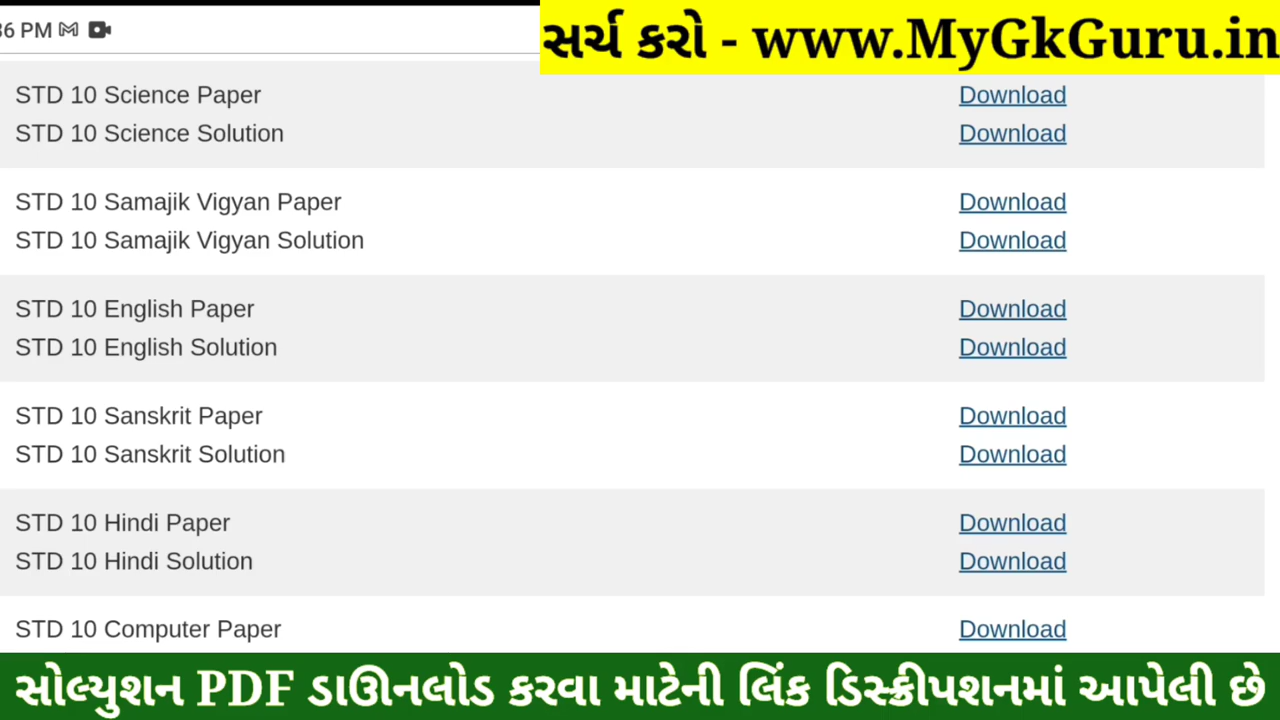 36 PM
સર્ચ કરો - www.MyGkGuru.in
STD 10 Science Paper Download
STD 10 Science Solution Download
STD 10 Samajik Vigyan Paper Download
STD 10 Samajik Vigyan Solution Download
STD 10 English Paper Download
STD 10 English Solution Download
STD 10 Sanskrit Paper Download
STD 10 Sanskrit Solution Download
STD 10 Hindi Paper Download
STD 10 Hindi Solution Download
STD 10 Computer Paper Download
સોલ્યુશન PDF ડાઊનલોડ કરવા માટેની લિંક ડિસ્ક્રીપશનમાં આપેલી છે